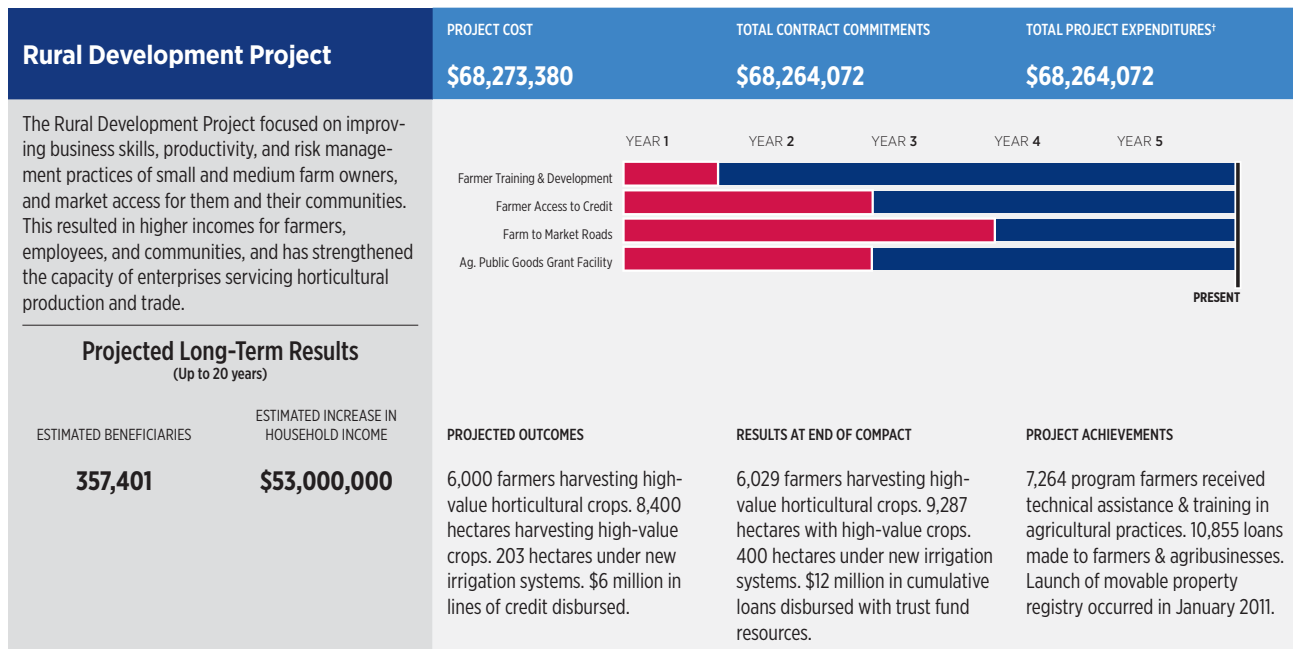 Rural Development Project
PROJECT COST
$68,273,380
TOTAL CONTRACT COMMITMENTS
$68,264,072
TOTAL PROJECT EXPENDITURES†
$68,264,072
The Rural Development Project focused on improv-
ing business skills, productivity, and risk manage-
ment practices of small and medium farm owners,
and market access for them and their communities.
This resulted in higher incomes for farmers,
employees, and communities, and has strengthened
the capacity of enterprises servicing horticultural
production and trade.
Projected Long-Term Results
(Up to 20 years)
ESTIMATED BENEFICIARIES
357,401
ESTIMATED INCREASE IN
HOUSEHOLD INCOME
$53,000,000
YEAR 1 YEAR 2 YEAR 3 YEAR 4 YEAR 5
Farmer Training & Development
Farmer Access to Credit
Farm to Market Roads
Ag. Public Goods Grant Facility
PRESENT
PROJECTED OUTCOMES
6,000 farmers harvesting high-
value horticultural crops. 8,400
hectares harvesting high-value
crops. 203 hectares under new
irrigation systems. $6 million in
lines of credit disbursed.
RESULTS AT END OF COMPACT
6,029 farmers harvesting high-
value horticultural crops. 9,287
hectares with high-value crops.
400 hectares under new irrigation
systems. $12 million in cumulative
loans disbursed with trust fund
resources.
PROJECT ACHIEVEMENTS
7,264 program farmers received
technical assistance & training in
agricultural practices. 10,855 loans
made to farmers & agribusinesses.
Launch of movable property
registry occurred in January 2011.